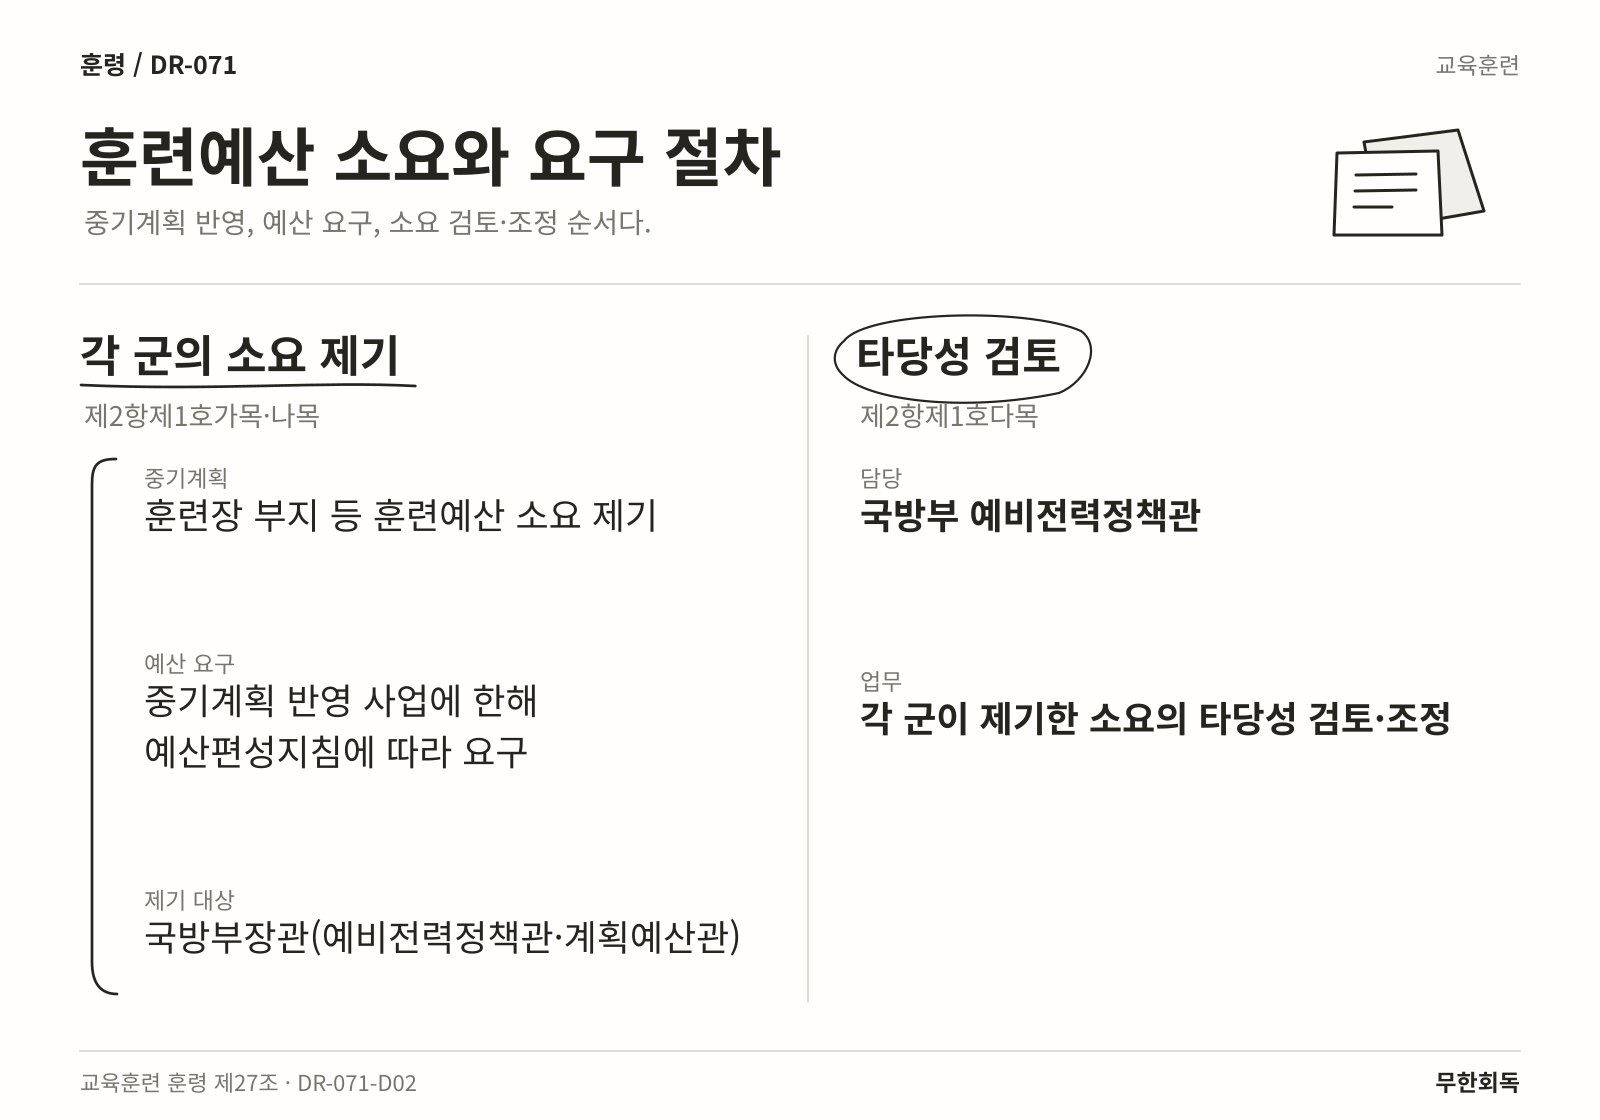 훈령 / DR-071
교육훈련
훈련예산 소요와 요구 절차
중기계획 반영, 예산 요구, 소요 검토·조정 순서다.
각 군의 소요 제기
제2항제1호가목·나목
중기계획
훈련장 부지 등 훈련예산 소요 제기
예산 요구
중기계획 반영 사업에 한해
예산편성지침에 따라 요구
제기 대상
국방부장관(예비전력정책관·계획예산관)
타당성 검토
제2항제1호다목
담당
국방부 예비전력정책관
업무
각 군이 제기한 소요의 타당성 검토·조정
교육훈련 훈령 제27조 · DR-071-D02
무한회독